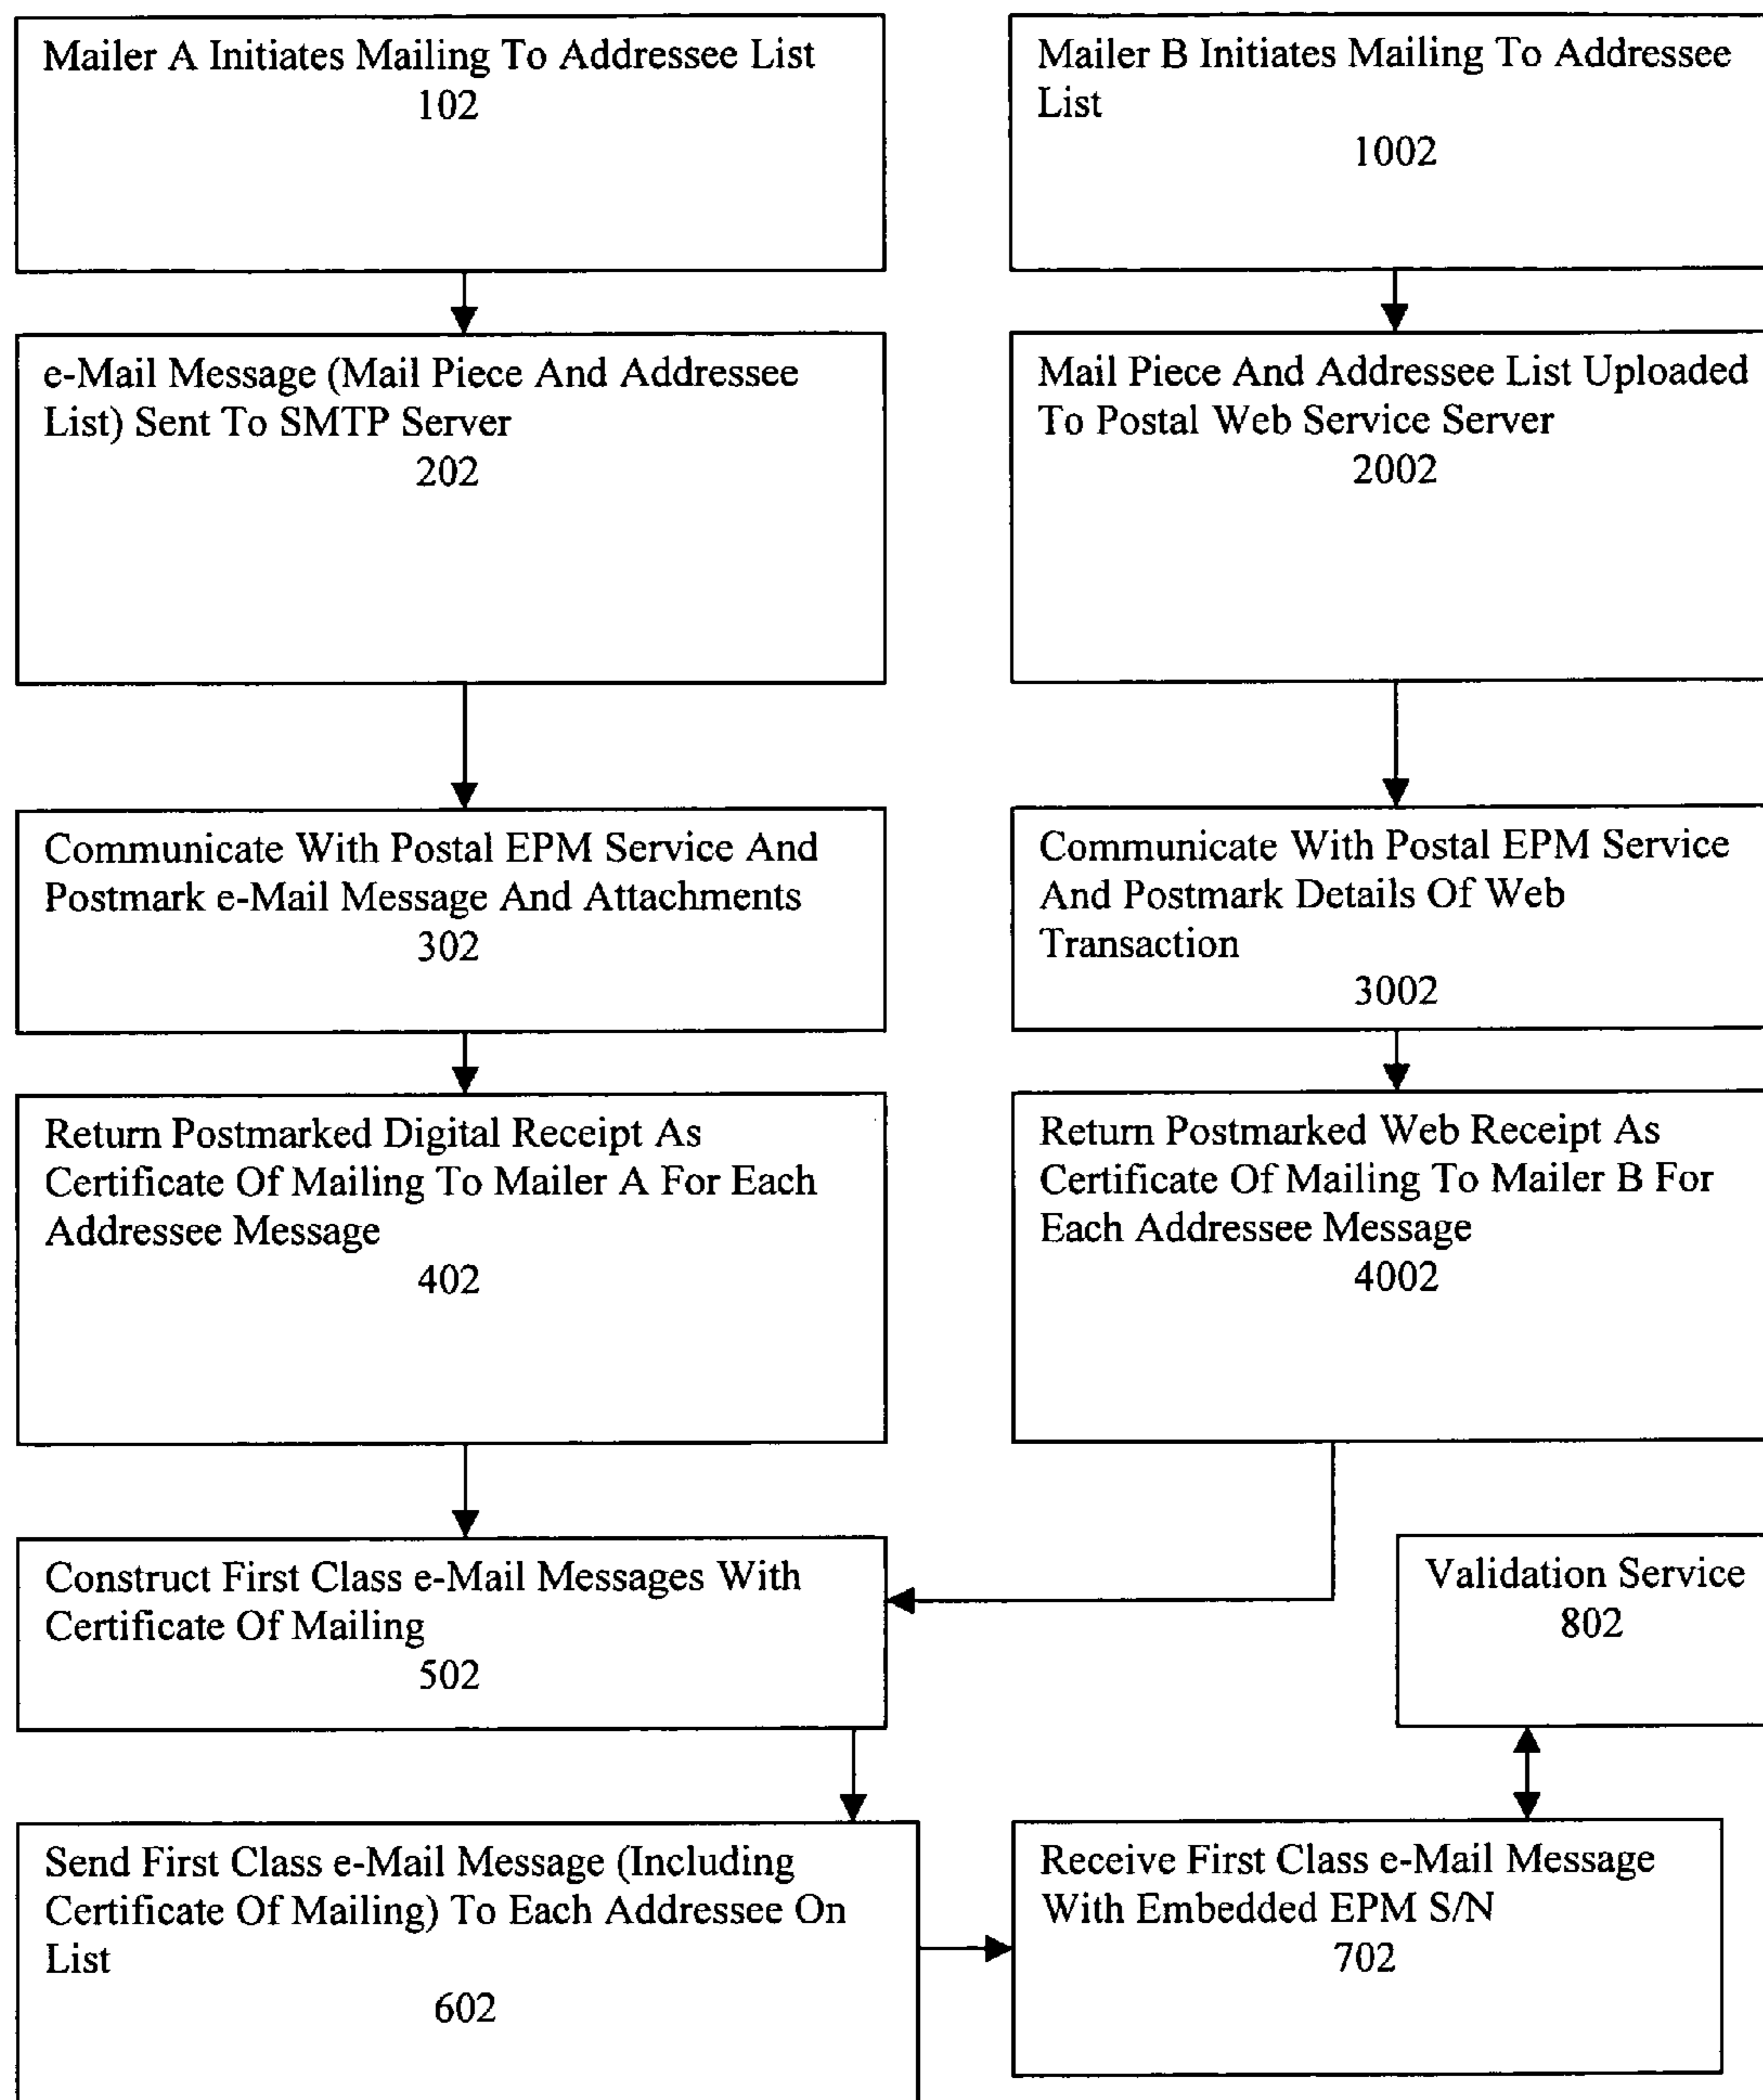 Mailer A Initiates Mailing To Addressee List
102
Mailer B Initiates Mailing To Addressee
List
1002
e-Mail Message (Mail Piece And Addressee
List) Sent To SMTP Server
202
Mail Piece And Addressee List Uploaded
To Postal Web Service Server
2002
Communicate With Postal EPM Service And
Postmark e-Mail Message And Attachments
302
Communicate With Postal EPM Service
And Postmark Details Of Web
Transaction
3002
Return Postmarked Digital Receipt As
Certificate Of Mailing To Mailer A For Each
Addressee Message
402
Return Postmarked Web Receipt As
Certificate Of Mailing To Mailer B For
Each Addressee Message
4002
Construct First Class e-Mail Messages With
Certificate Of Mailing
502
Validation Service
802
Send First Class e-Mail Message (Including
Certificate Of Mailing) To Each Addressee On
List
602
Receive First Class e-Mail Message
With Embedded EPM S/N
702